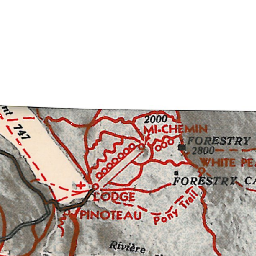 2000
MI-CHEMIN
FORESTRY
2800
747
WHITE PE
FORESTRY CA
LODGE
PINOTEAU
Pony Trail
Rivière